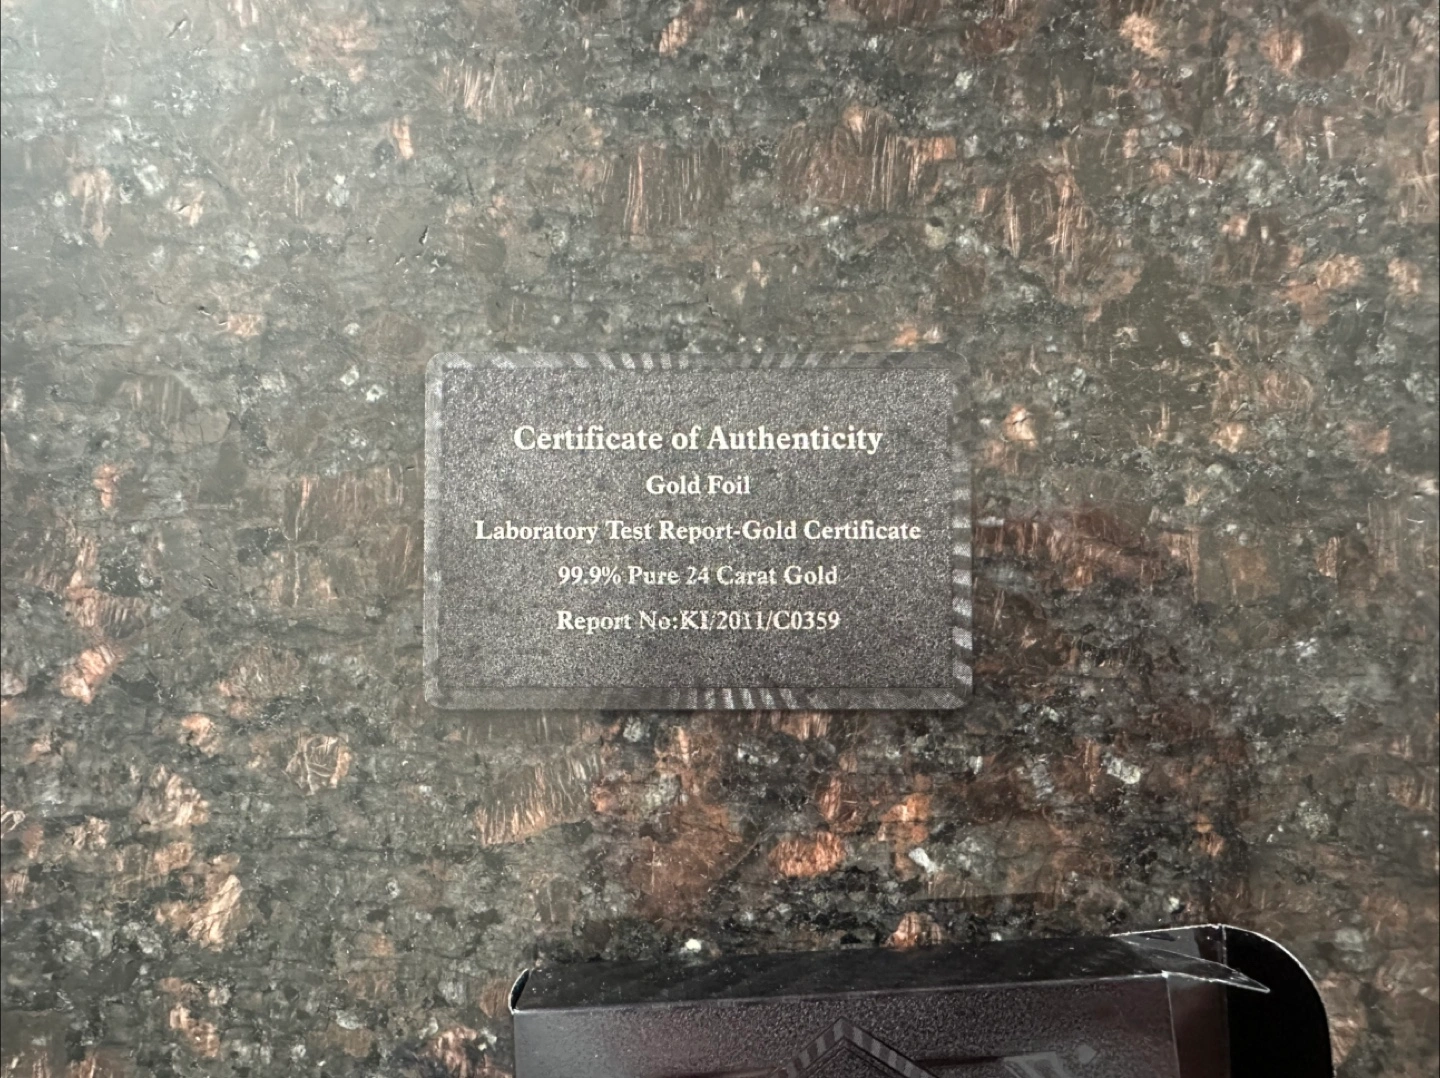 Certificate of Authenticity
Gold Foil
Laboratory Test Report-Gold Certificate
99.9% Pure 24 Carat Gold
Report No:KI/2011/C0359